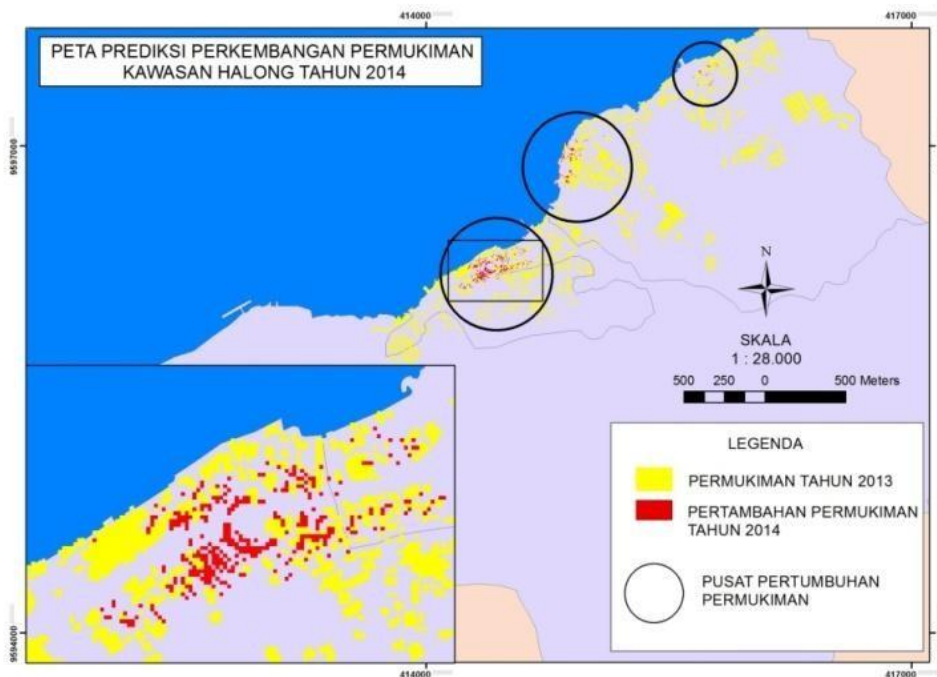 414000
417000
PETA PREDIKSI PERKEMBANGAN PERMUKIMAN
KAWASAN HALONG TAHUN 2014
9597000
N
SKALA
1 : 28.000
500 250 0 500 Meters
LEGENDA
PERMUKIMAN TAHUN 2013
PERTAMBAHAN PERMUKIMAN
TAHUN 2014
PUSAT PERTUMBUHAN
PERMUKIMAN
9594000
414000
417000